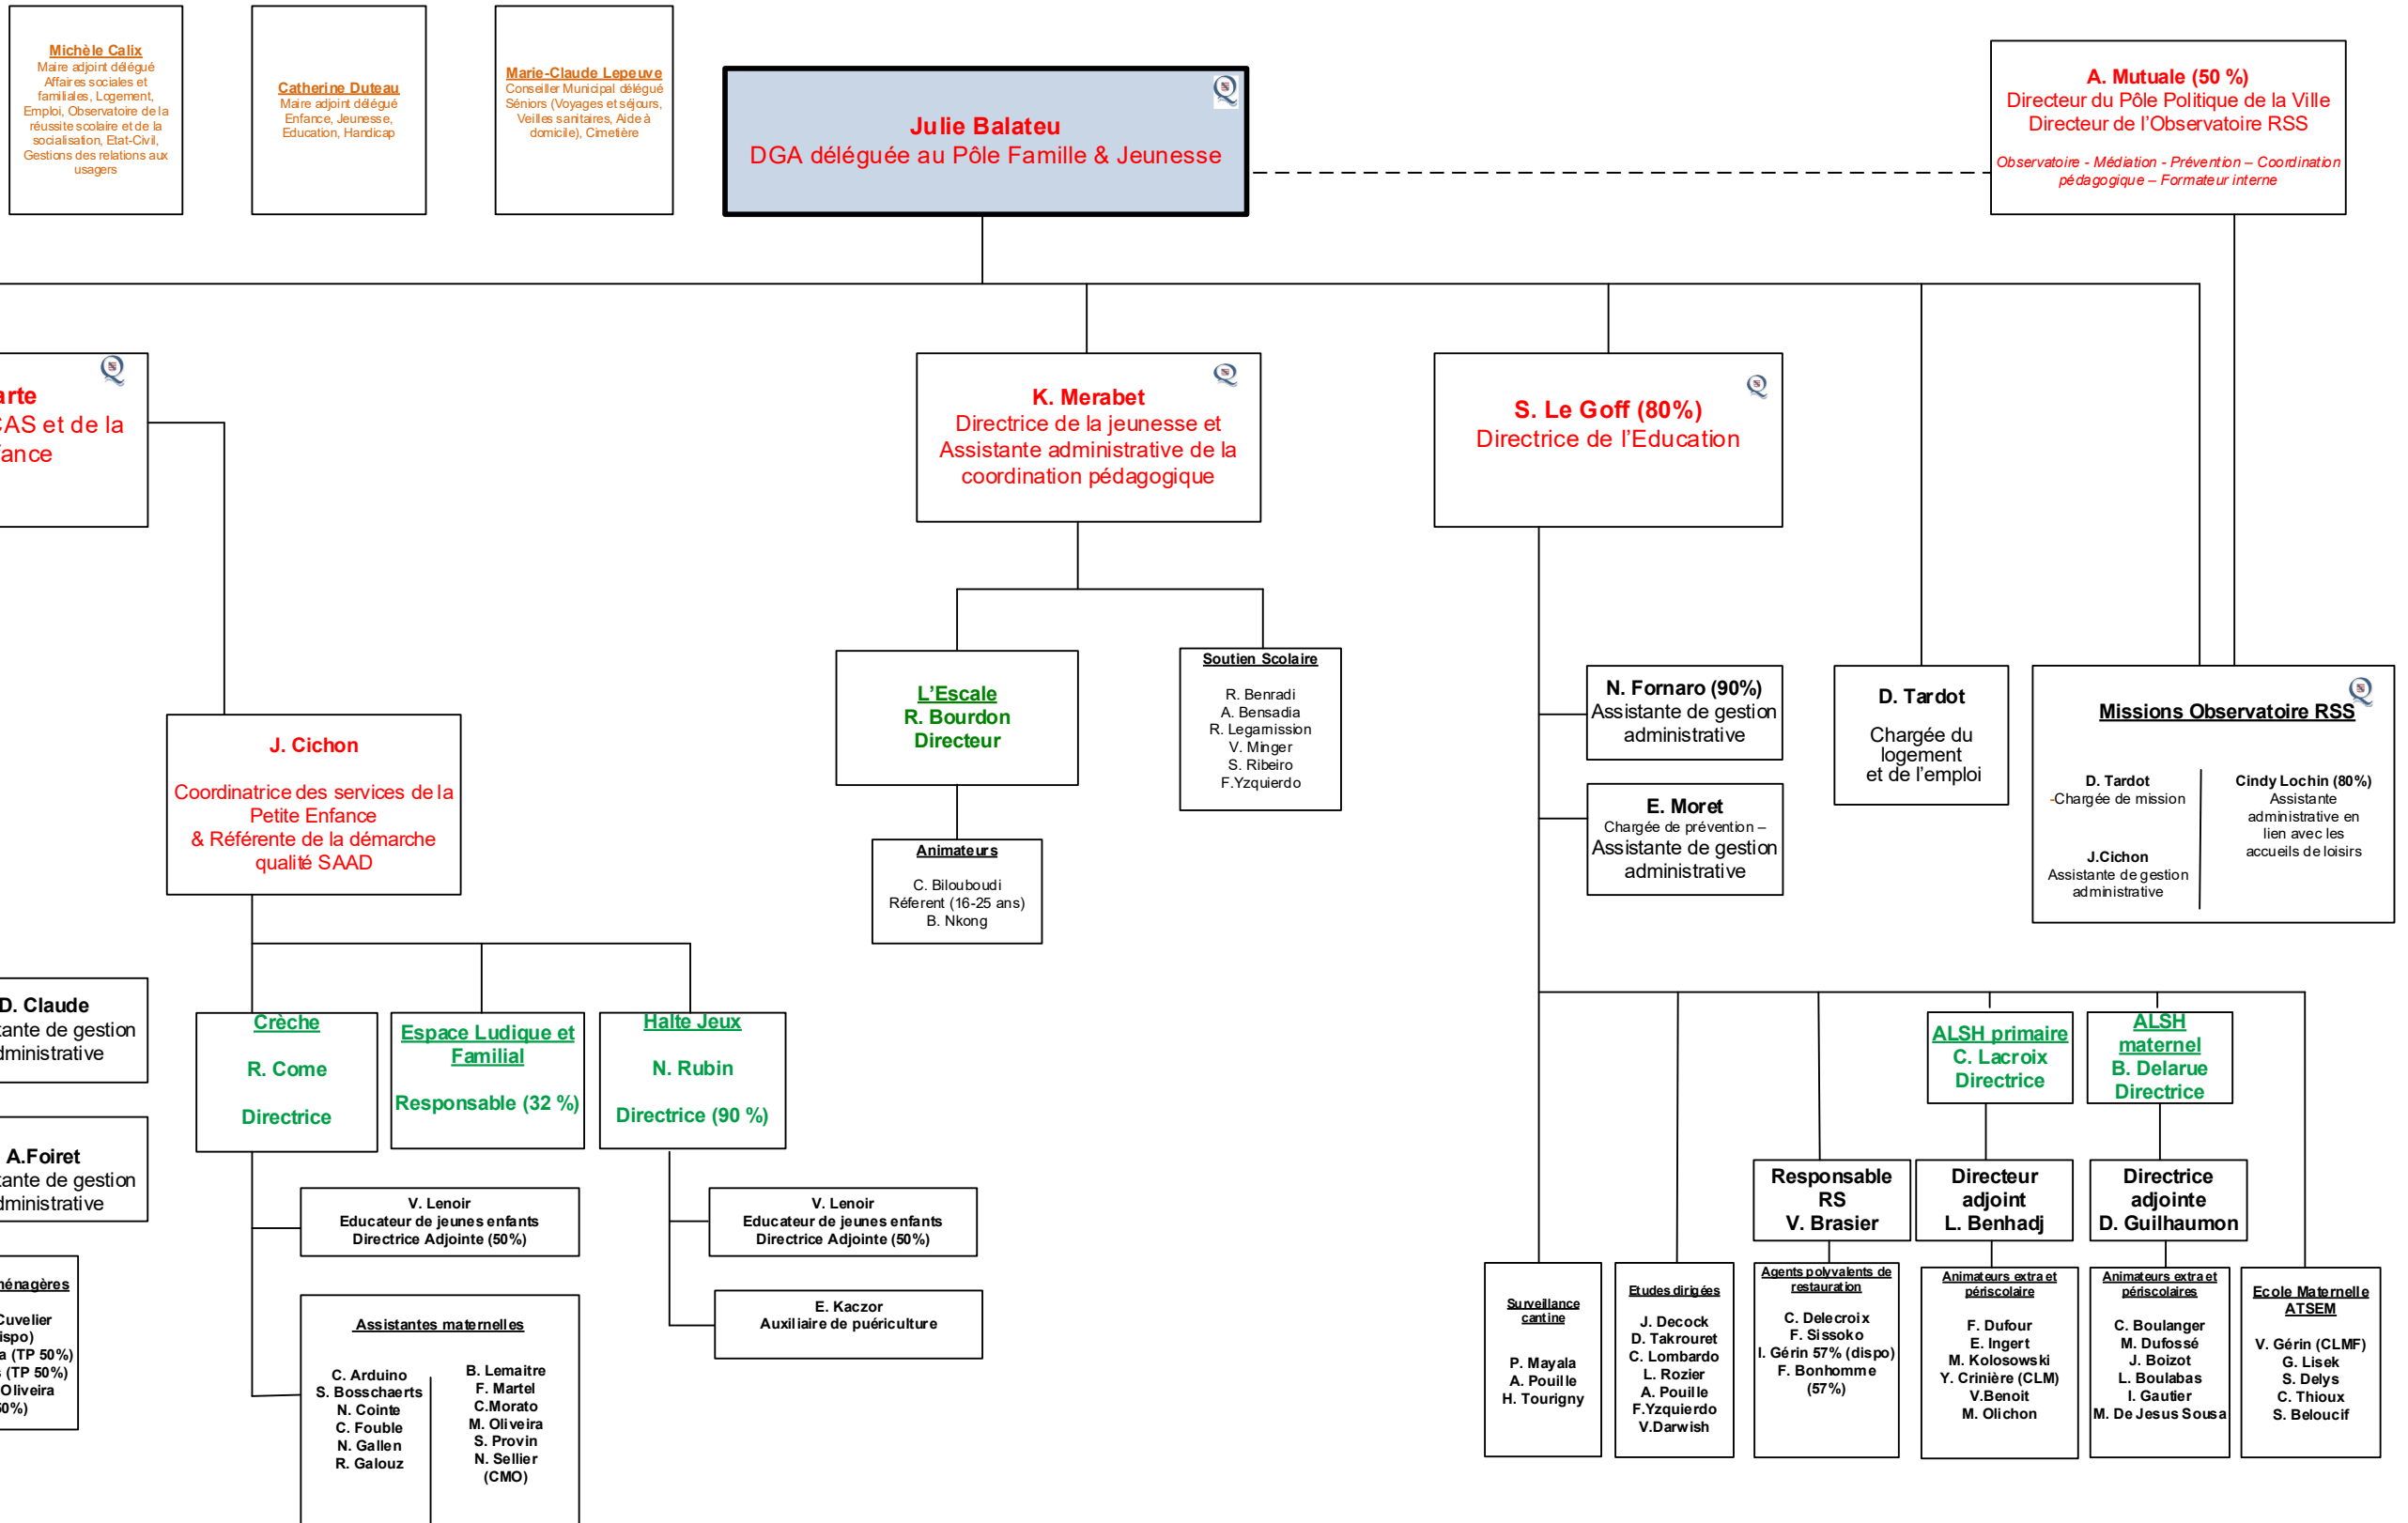 Michèle Calix
Maire adjoint délégué
Affaires sociales et
familiales, Logement,
Emploi, Observatoire de la
réussite scolaire et de la
socialisation, Etat-Civil,
Gestions des relations aux
usagers
Catherine Duteau
Maire adjoint délégué
Enfance, Jeunesse,
Education, Handicap
Marie-Claude Lepeuve
Conseiller Municipal délégué
Séniors (Voyages et séjours,
Veilles sanitaires, Aide à
domicile), Cimetière
Julie Balateu
DGA déléguée au Pôle Famille & Jeunesse
A. Mutuale (50 %)
Directeur du Pôle Politique de la Ville
Directeur de l'Observatoire RSS
Observatoire - Médiation - Prévention – Coordination
pédagogique – Formateur interne
arte
CAS et de la
ance
K. Merabet
Directrice de la jeunesse et
Assistante administrative de la
coordination pédagogique
S. Le Goff (80%)
Directrice de l'Education
J. Cichon
Coordinatrice des services de la
Petite Enfance
& Référente de la démarche
qualité SAAD
L'Escale
R. Bourdon
Directeur
Soutien Scolaire
R. Benradi
A. Bensadia
R. Legamission
V. Minger
S. Ribeiro
F.Yzquierdo
Animateurs
C. Bilouboudi
Réferent (16-25 ans)
B. Nkong
N. Fornaro (90%)
Assistante de gestion
administrative
E. Moret
Chargée de prévention –
Assistante de gestion
administrative
D. Tardot
Chargée du
logement
et de l'emploi
Missions Observatoire RSS
D. Tardot
-Chargée de mission
J.Cichon
Assistante de gestion
administrative
Cindy Lochin (80%)
Assistante
administrative en
lien avec les
accueils de loisirs
D. Claude
tante de gestion
dministrative
A.Foiret
tante de gestion
dministrative
ménagères
Cuvelier
ispo)
a (TP 50%)
s (TP 50%)
Oliveira
50%)
Crèche
R. Come
Directrice
Espace Ludique et
Familial
Responsable (32 %)
Halte Jeux
N. Rubin
Directrice (90 %)
V. Lenoir
Educateur de jeunes enfants
Directrice Adjointe (50%)
V. Lenoir
Educateur de jeunes enfants
Directrice Adjointe (50%)
E. Kaczor
Auxiliaire de puériculture
Assistantes maternelles
C. Arduino
S. Bosschaerts
N. Cointe
C. Fouble
N. Gallen
R. Galouz
B. Lemaitre
F. Martel
C.Morato
M. Oliveira
S. Provin
N. Sellier
(CMO)
ALSH primaire
C. Lacroix
Directrice
ALSH
maternel
B. Delarue
Directrice
Responsable
RS
V. Brasier
Directeur
adjoint
L. Benhadj
Directrice
adjointe
D. Guilhaumon
Surveillance
cantine
P. Mayala
A. Pouille
H. Tourigny
Etudes dirigées
J. Decock
D. Takrouret
C. Lombardo
L. Rozier
A. Pouille
F.Yzquierdo
V.Darwish
Agents polyvalents de
restauration
C. Delecroix
F. Sissoko
I. Gérin 57% (dispo)
F. Bonhomme
(57%)
Animateurs extra et
périscolaire
F. Dufour
E. Ingert
M. Kolosowski
Y. Crinière (CLM)
V.Benoit
M. Olichon
Animateurs extra et
périscolaires
C. Boulanger
M. Dufossé
J. Boizot
L. Boulabas
I. Gautier
M. De Jesus Sousa
Ecole Maternelle
ATSEM
V. Gérin (CLMF)
G. Lisek
S. Delys
C. Thioux
S. Beloucif